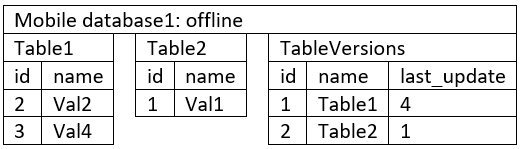 Mobile database1: offline
Table1 Table2 TableVersions
id name id name id name last_update
2 Val2 1 Val1 1 Table1 4
3 Val4 2 Table2 1